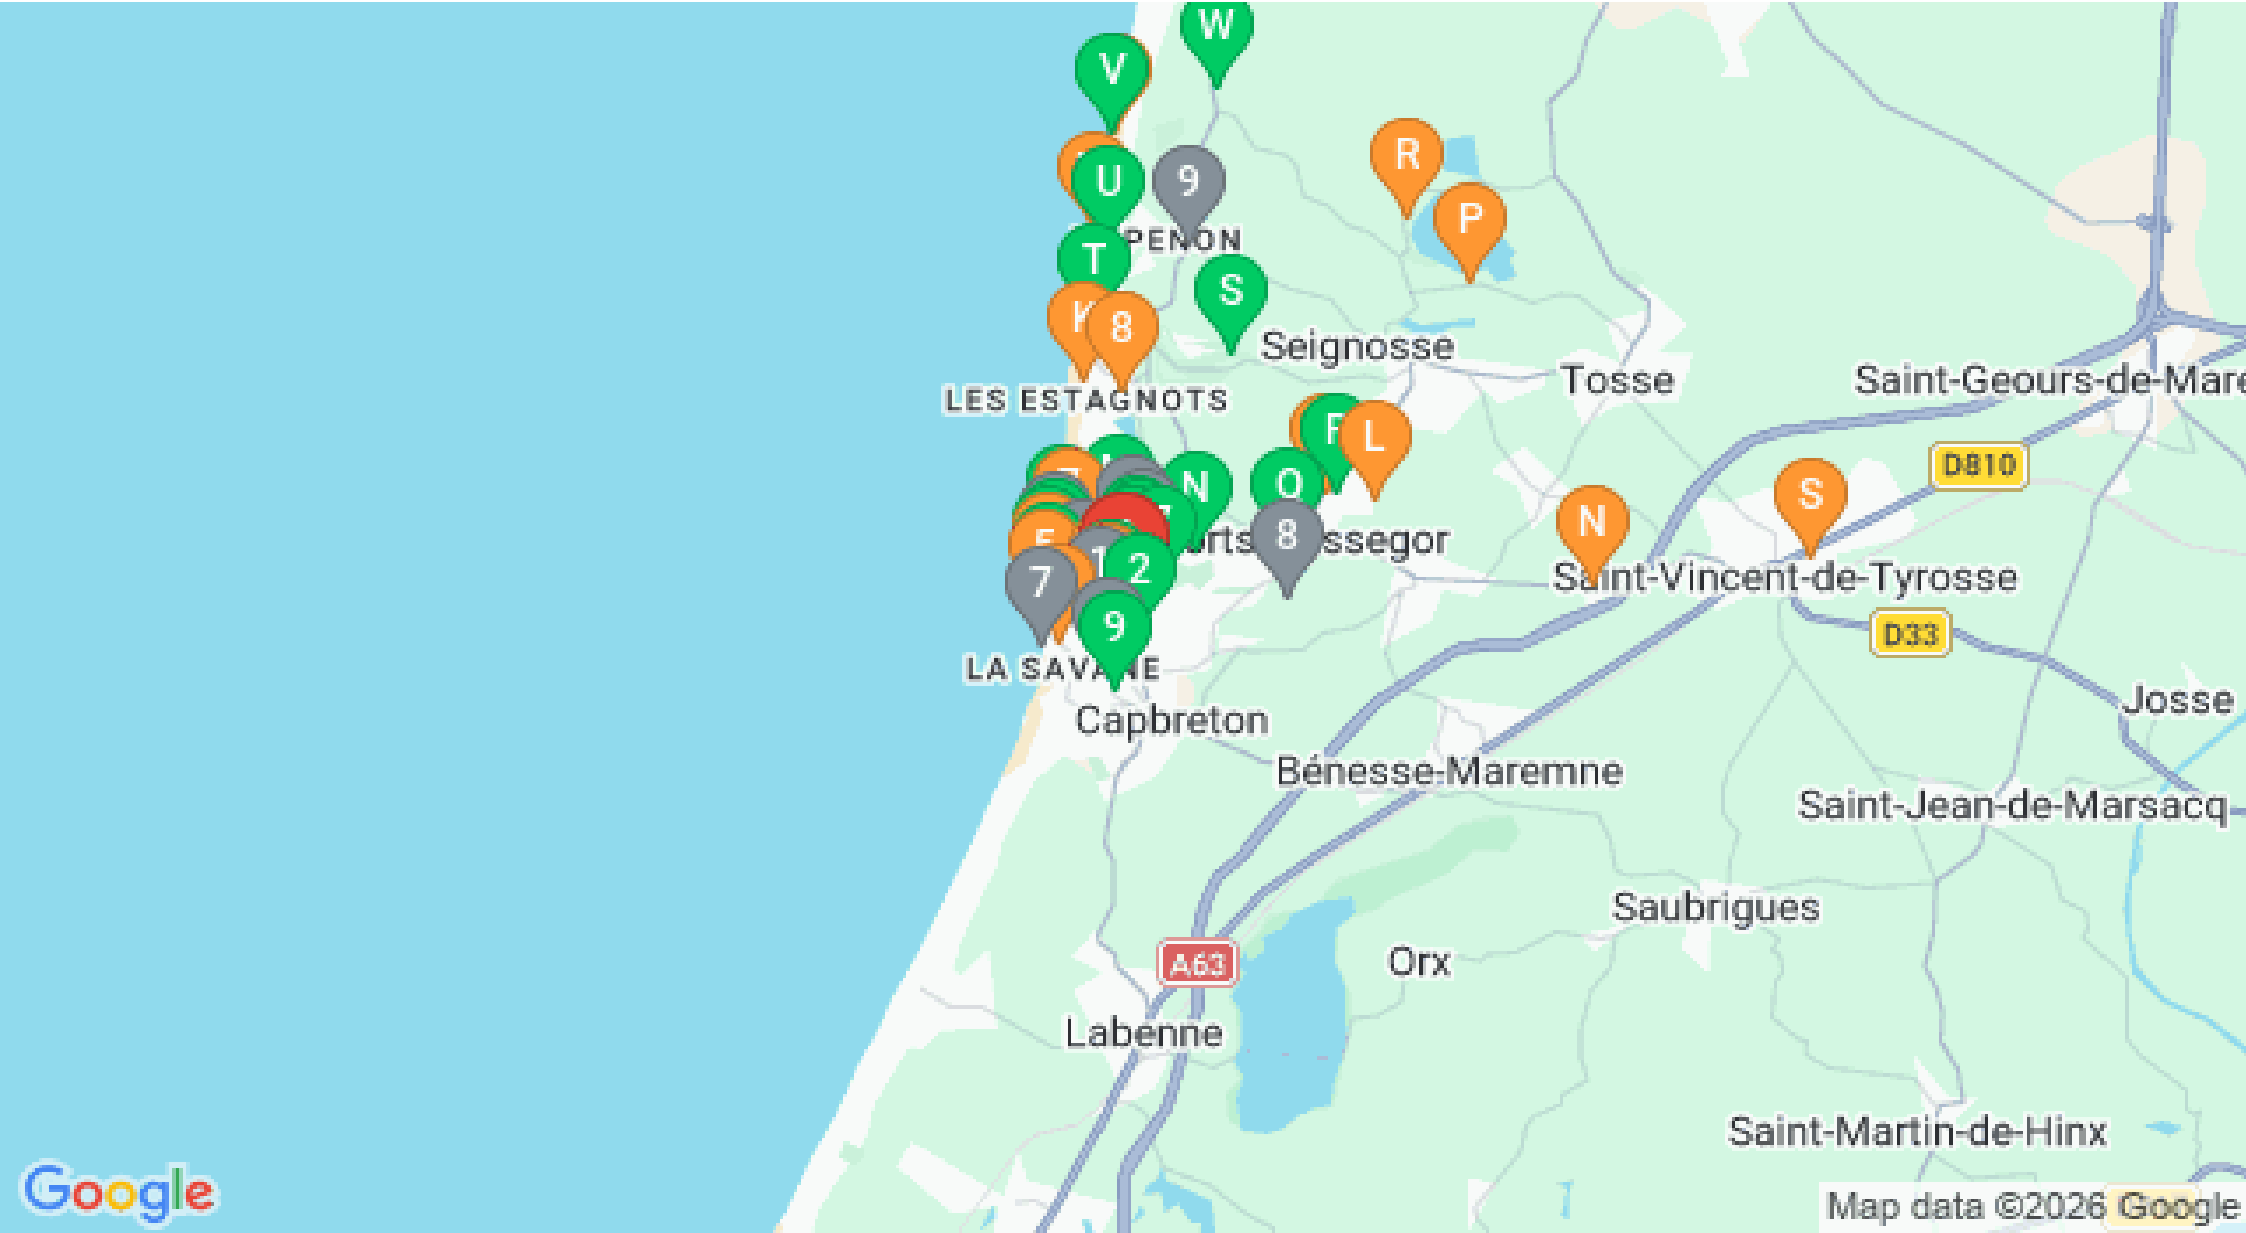 W
V
R
U
9
P
PENON
T
S
K
8
Seignosse
Tosse
Saint-Geours-de-Mare
LES ESTAGNOTS
L
D810
N
Q
S
N
8
ssegor
Saint-Vincent-de-Tyrosse
2
7
D33
9
LA SAVANE
Josse
Capbreton
Bénesse-Maremne
Saint-Jean-de-Marsacq
Saubrigues
A63
Orx
Labenne
Saint-Martin-de-Hinx
Google
Map data ©2026 Google